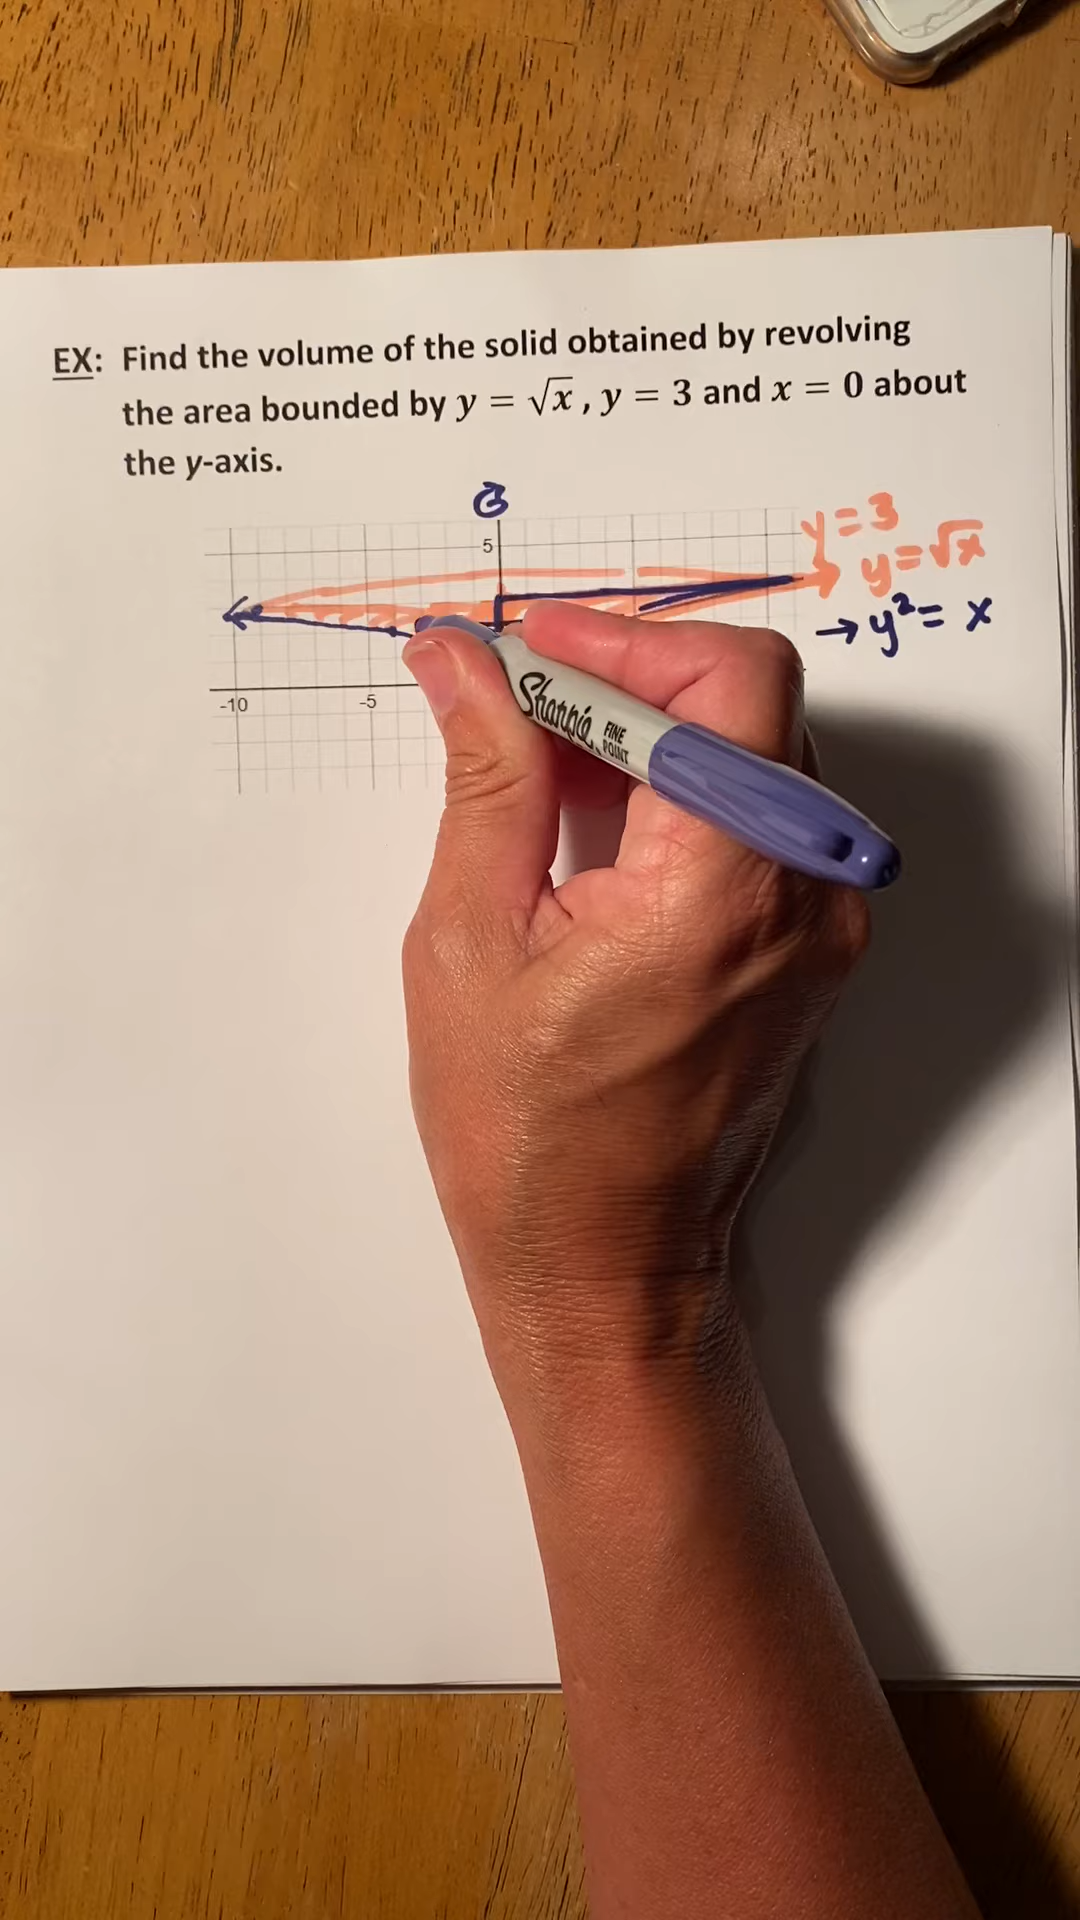 EX: Find the volume of the solid obtained by revolving
the area bounded by y = √x , y = 3 and x = 0 about
the y-axis.
5
y=3
y=√x
→ y²= x
-10
-5
Sharpie.
FINE
POINT